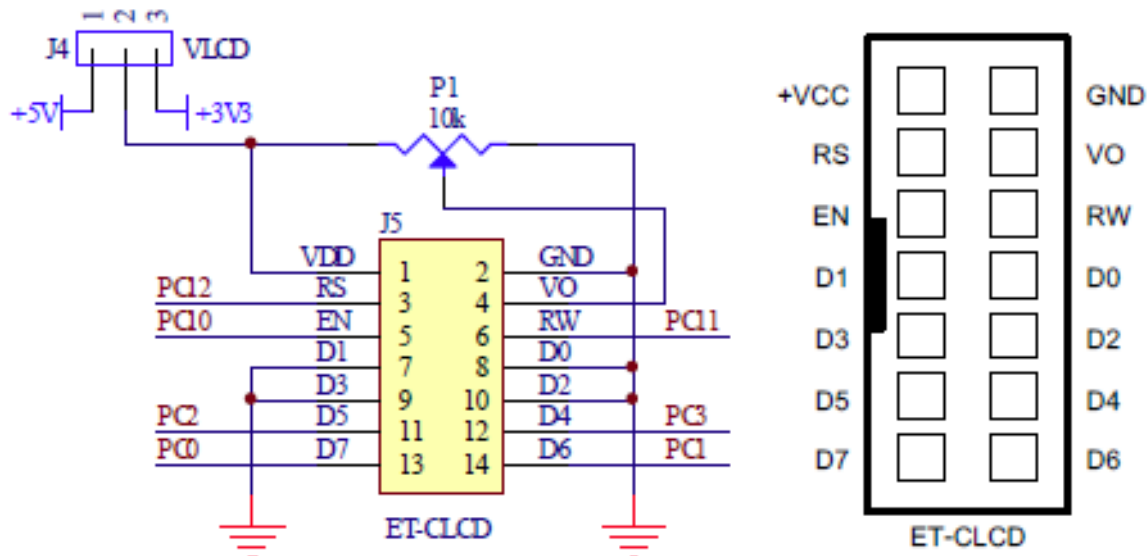 1 2 3
J4 VLCD
+5V +3V3
P1
10k
J5
VDD 1 2 GND
PC12 RS 3 4 VO
PC10 EN 5 6 RW PC11
D1 7 8 D0
D3 9 10 D2
PC2 D5 11 12 D4 PC3
PC0 D7 13 14 D6 PC1
ET-CLCD
+VCC GND
RS VO
EN RW
D1 D0
D3 D2
D5 D4
D7 D6
ET-CLCD